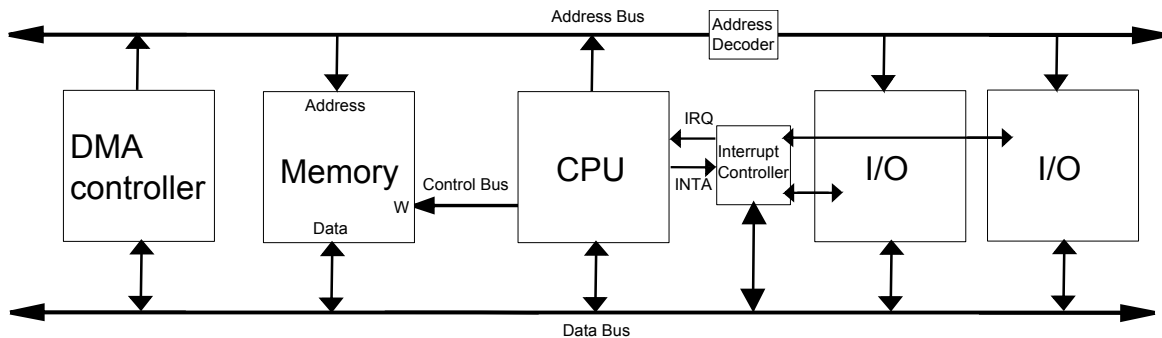 Address Bus
Address
Decoder
DMA
controller
Address
Memory
W
Data
Control Bus
CPU
IRQ
INTA
Interrupt
Controller
I/O
I/O
Data Bus